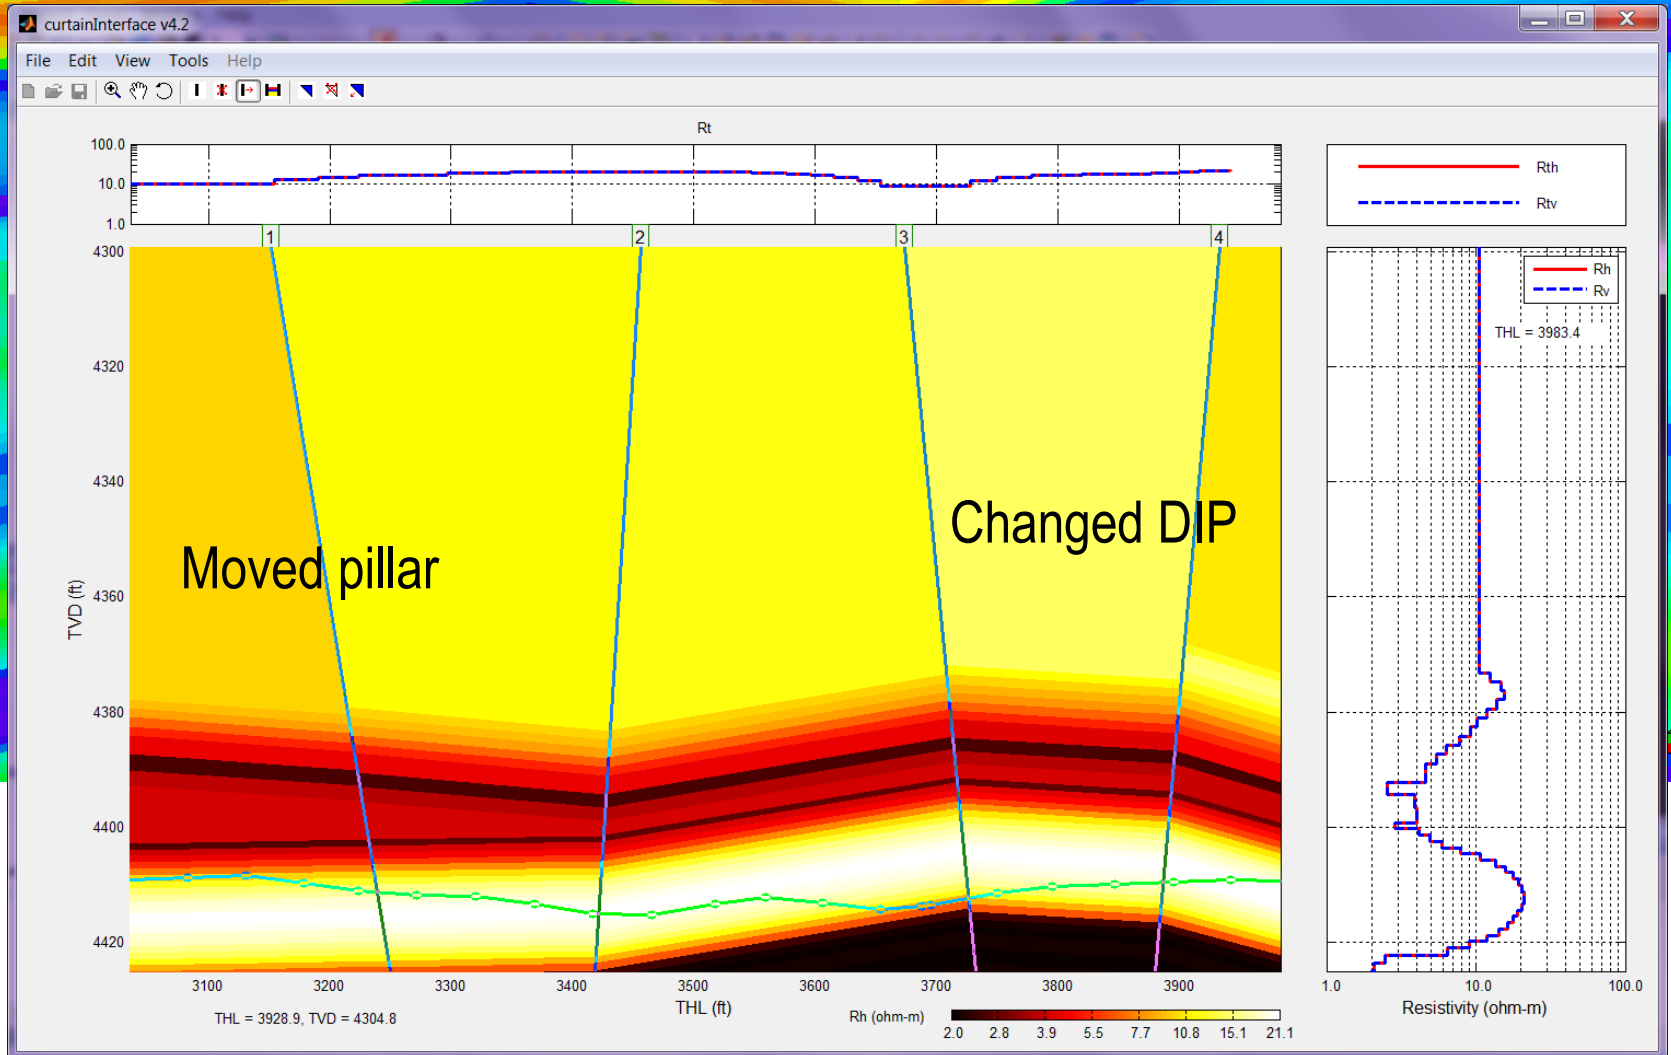 curtainInterface v4.2
File Edit View Tools Help
Rt
100.0
10.0
1.0
Rth
Rtv
1 2 3 4
4300
4320
4340
4360
4380
4400
4420
TVD (ft)
Moved pillar
Changed DIP
Rh
Rv
THL = 3983.4
3100 3200 3300 3400 3500 3600 3700 3800 3900
THL (ft)
1.0 10.0 100.0
Resistivity (ohm-m)
THL = 3928.9, TVD = 4304.8
Rh (ohm-m)
2.0 2.8 3.9 5.5 7.7 10.8 15.1 21.1